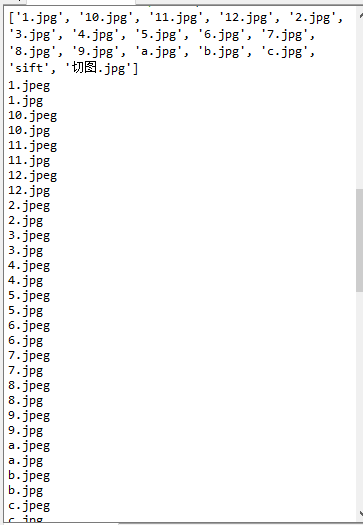 ['1.jpg', '10.jpg', '11.jpg', '12.jpg', '2.jpg',
'3.jpg', '4.jpg', '5.jpg', '6.jpg', '7.jpg',
'8.jpg', '9.jpg', 'a.jpg', 'b.jpg', 'c.jpg',
'sift', '切图.jpg']
1.jpeg
1.jpg
10.jpeg
10.jpg
11.jpeg
11.jpg
12.jpeg
12.jpg
2.jpeg
2.jpg
3.jpeg
3.jpg
4.jpeg
4.jpg
5.jpeg
5.jpg
6.jpeg
6.jpg
7.jpeg
7.jpg
8.jpeg
8.jpg
9.jpeg
9.jpg
a.jpeg
a.jpg
b.jpeg
b.jpg
c.jpeg
c.jpg